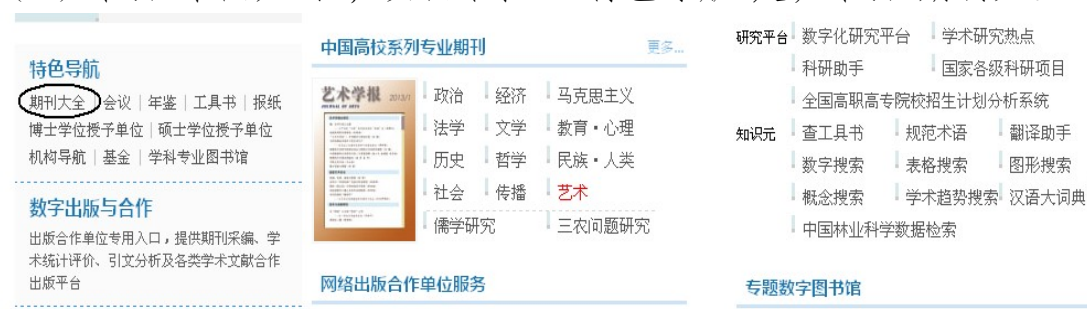 特色导航
期刊大全 | 会议 | 年鉴 | 工具书 | 报纸
博士学位授予单位 | 硕士学位授予单位
机构导航 | 基金 | 学科专业图书馆
数字出版与合作
出版合作单位专用入口，提供期刊采编、学
术统计评价、引文分析及各类学术文献合作
出版平台
中国高校系列专业期刊 更多...
艺术学报 2013/1
政治 经济 马克思主义
法学 文学 教育·心理
历史 哲学 民族·人类
社会 传播 艺术
儒学研究 三农问题研究
网络出版合作单位服务
研究平台 数字化研究平台 学术研究热点
科研助手 国家各级科研项目
全国高职高专院校招生计划分析系统
知识元 查工具书 规范术语 翻译助手
数字搜索 表格搜索 图形搜索
概念搜索 学术趋势搜索 汉语大词典
中国林业科学数据检索
专题数字图书馆